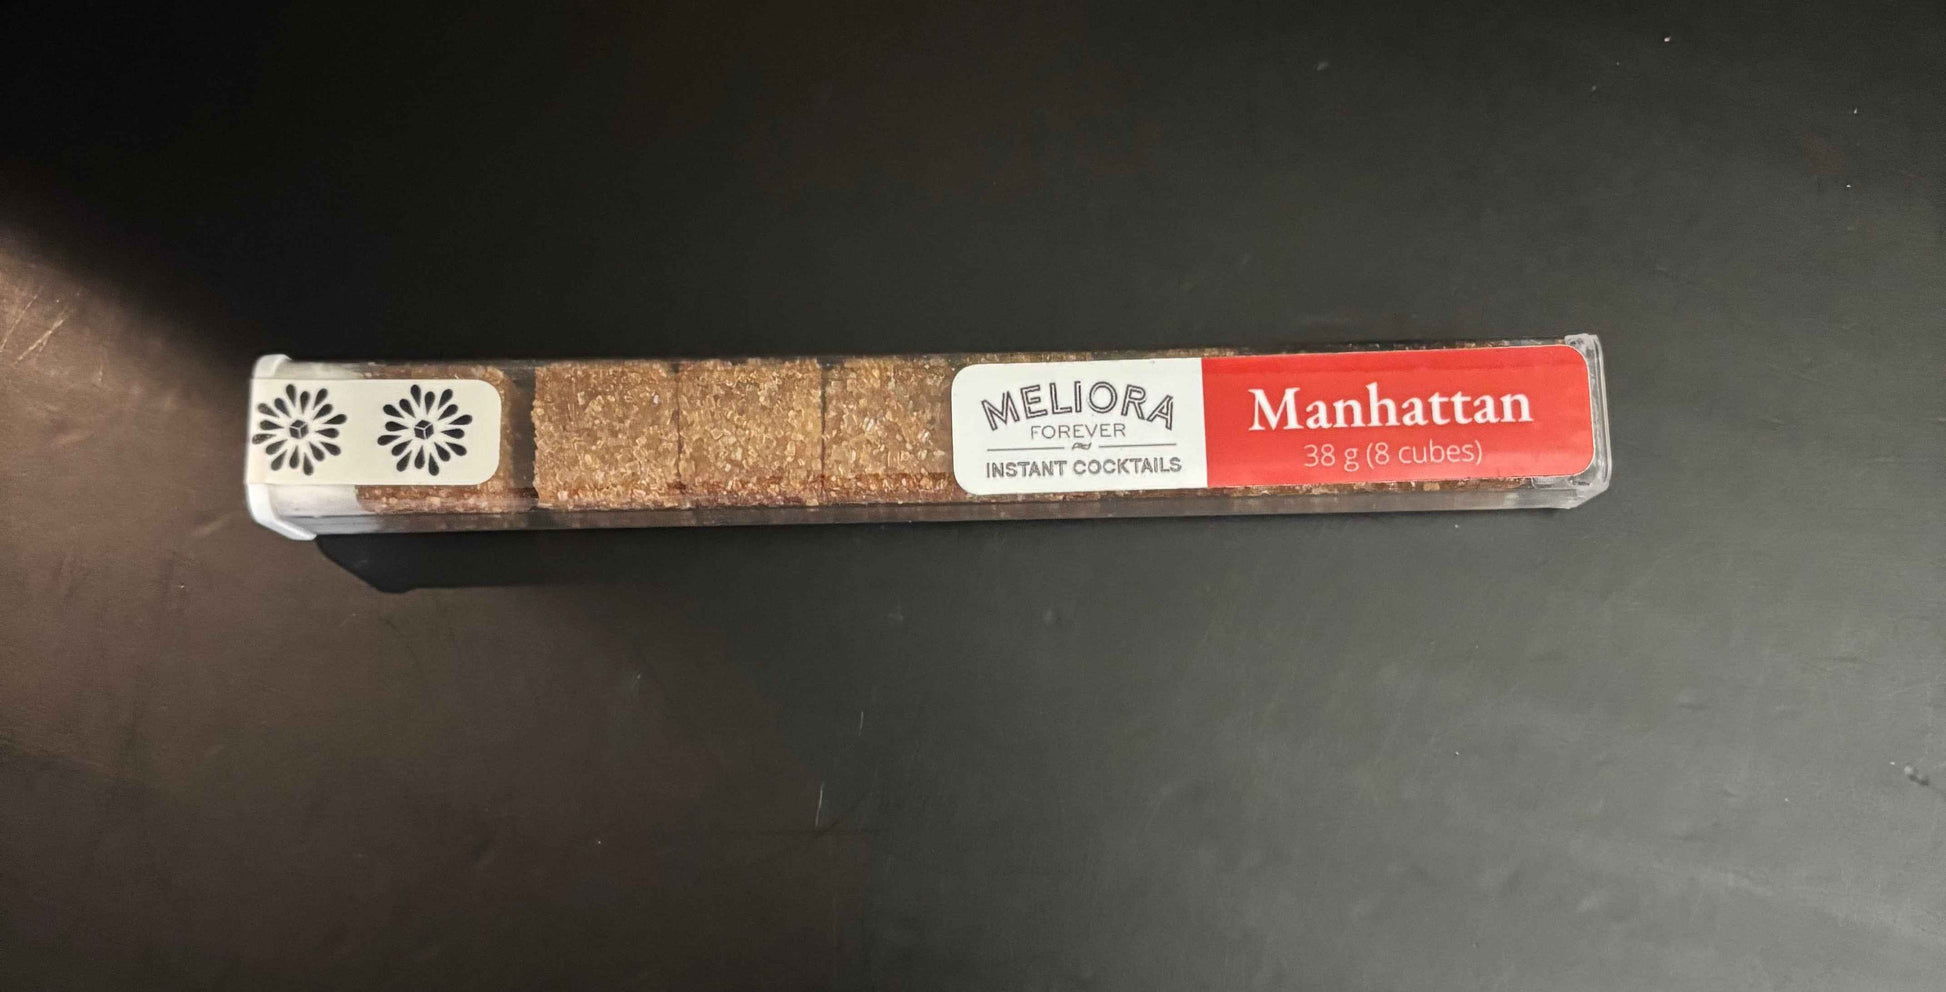 MELIORA
FOREVER
INSTANT COCKTAILS
Manhattan
38 g (8 cubes)